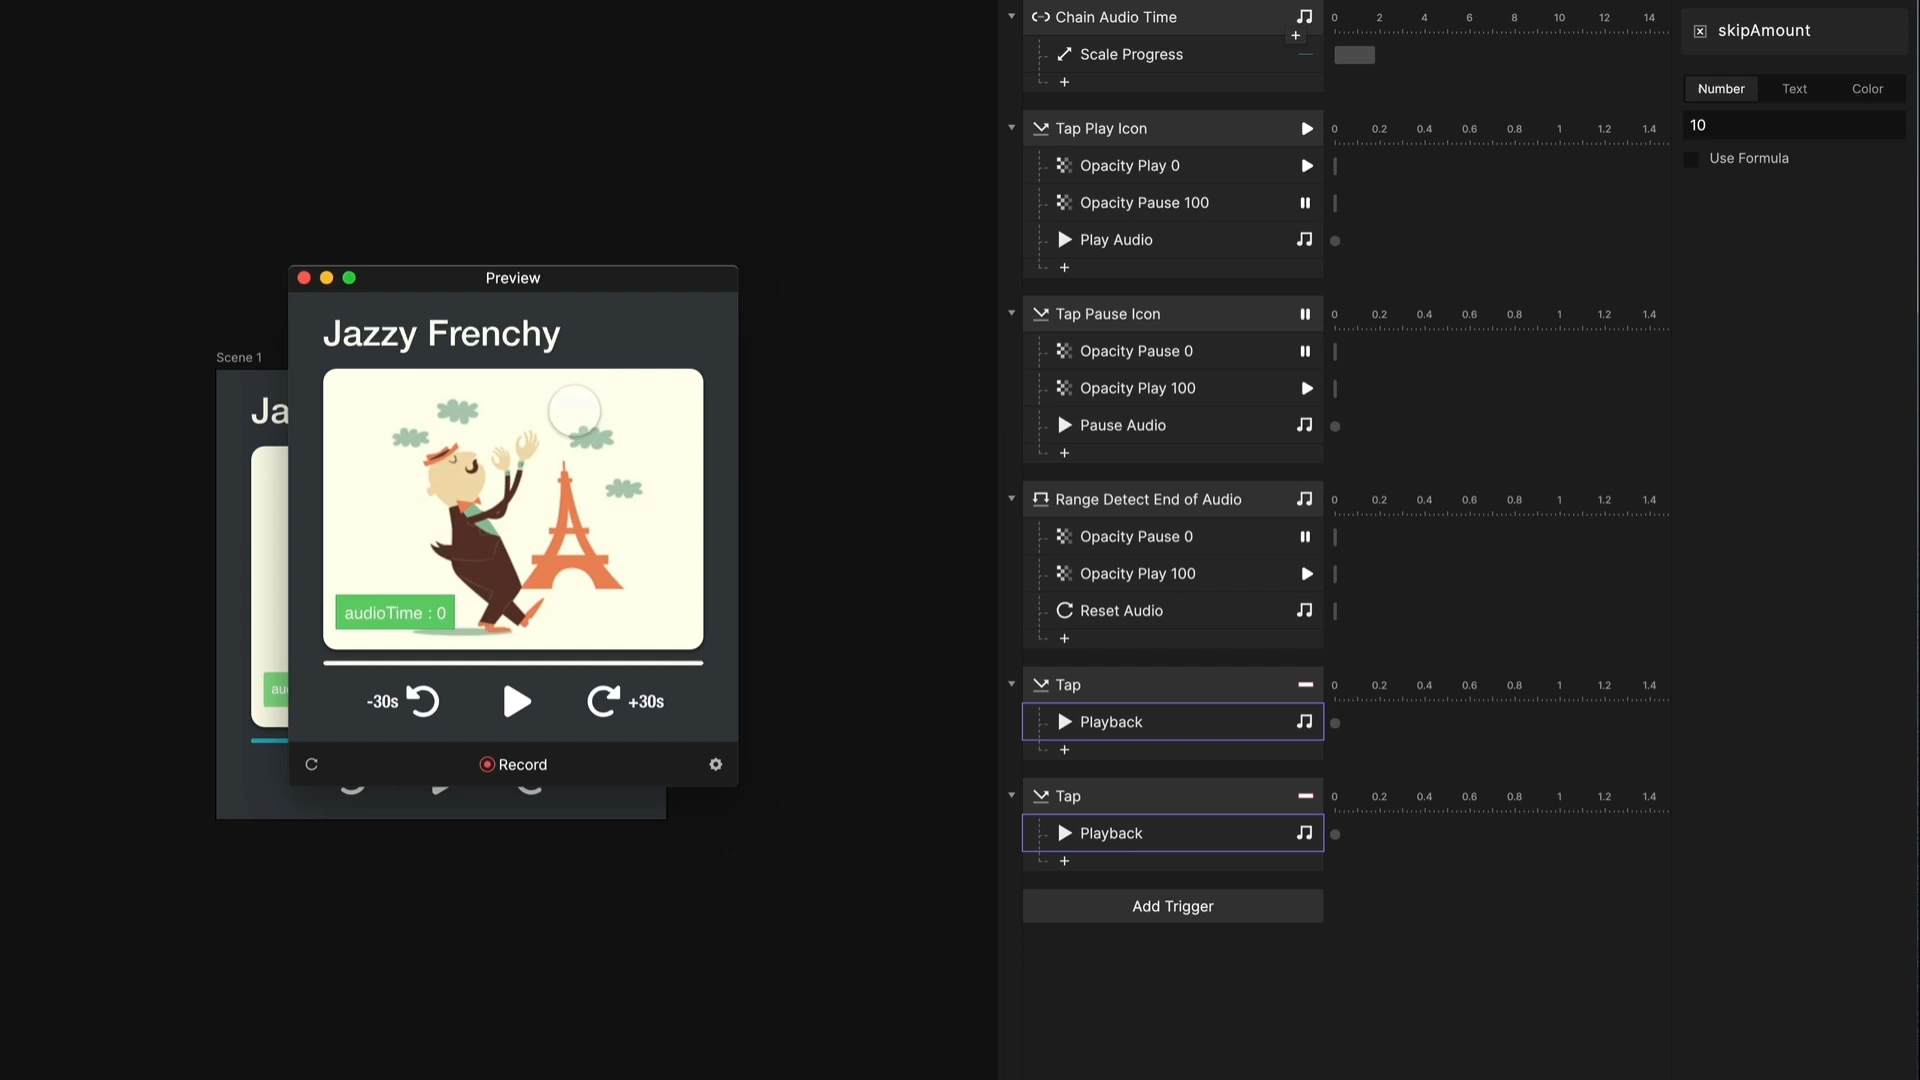 Scene 1
Ja
au
Preview
Jazzy Frenchy
audioTime : 0
-30s
+30s
Record
Chain Audio Time
0 2 4 6 8 10 12 14
Scale Progress
+
+
Tap Play Icon
0 0.2 0.4 0.6 0.8 1 1.2 1.4
Opacity Play 0
Opacity Pause 100
Play Audio
+
Tap Pause Icon
0 0.2 0.4 0.6 0.8 1 1.2 1.4
Opacity Pause 0
Opacity Play 100
Pause Audio
+
Range Detect End of Audio
0 0.2 0.4 0.6 0.8 1 1.2 1.4
Opacity Pause 0
Opacity Play 100
Reset Audio
+
Tap
0 0.2 0.4 0.6 0.8 1 1.2 1.4
Playback
+
Tap
0 0.2 0.4 0.6 0.8 1 1.2 1.4
Playback
+
Add Trigger
skipAmount
Number Text Color
10
Use Formula